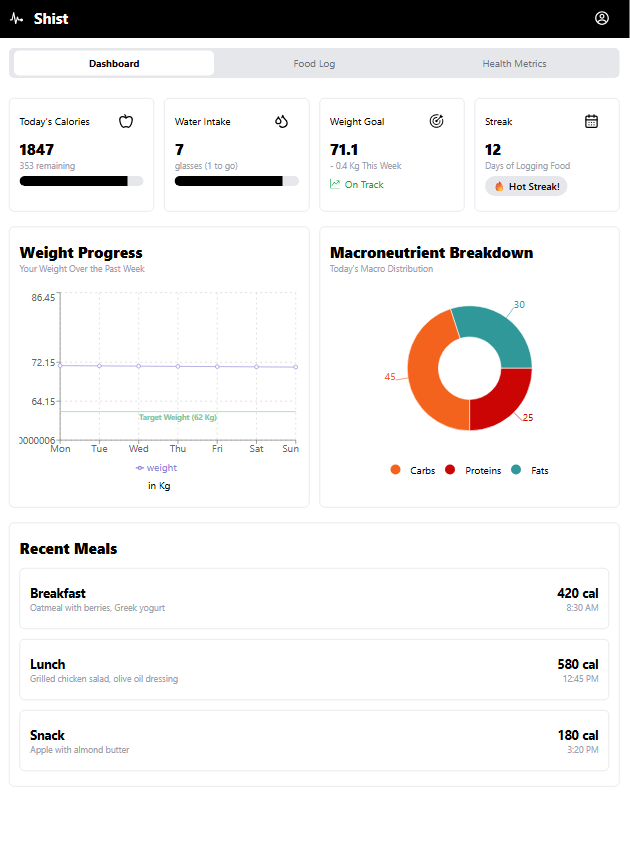 Shist
Dashboard
Food Log
Health Metrics
Today's Calories
1847
353 remaining
Water Intake
7
glasses (1 to go)
Weight Goal
71.1
- 0.4 Kg This Week
On Track
Streak
12
Days of Logging Food
Hot Streak!
Weight Progress
Your Weight Over the Past Week
86.45
72.15
64.15
0000006
Target Weight (62 Kg)
Mon Tue Wed Thu Fri Sat Sun
weight
in Kg
Macroneutrient Breakdown
Today's Macro Distribution
30
45
25
Carbs Proteins Fats
Recent Meals
Breakfast
Oatmeal with berries, Greek yogurt
420 cal
8:30 AM
Lunch
Grilled chicken salad, olive oil dressing
580 cal
12:45 PM
Snack
Apple with almond butter
180 cal
3:20 PM